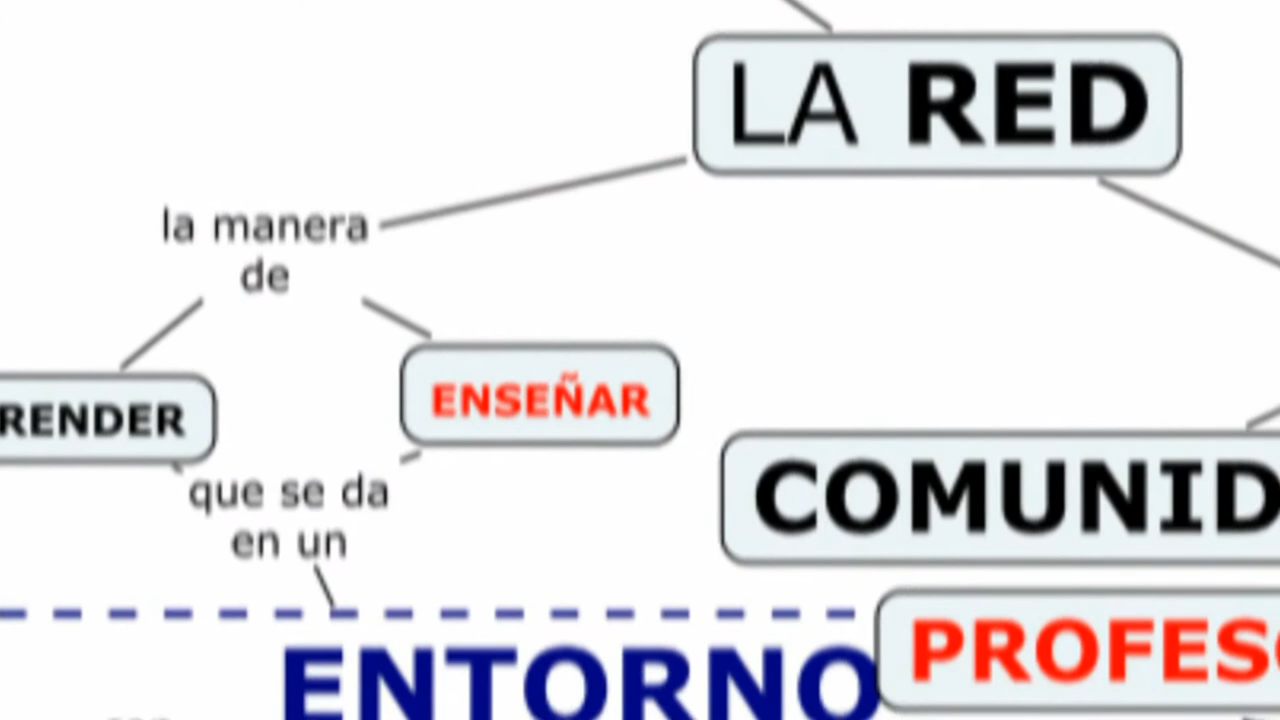 LA RED
la manera
de
RENDER
ENSEÑAR
que se da
en un
COMUNID
PROFES
ENTORNO